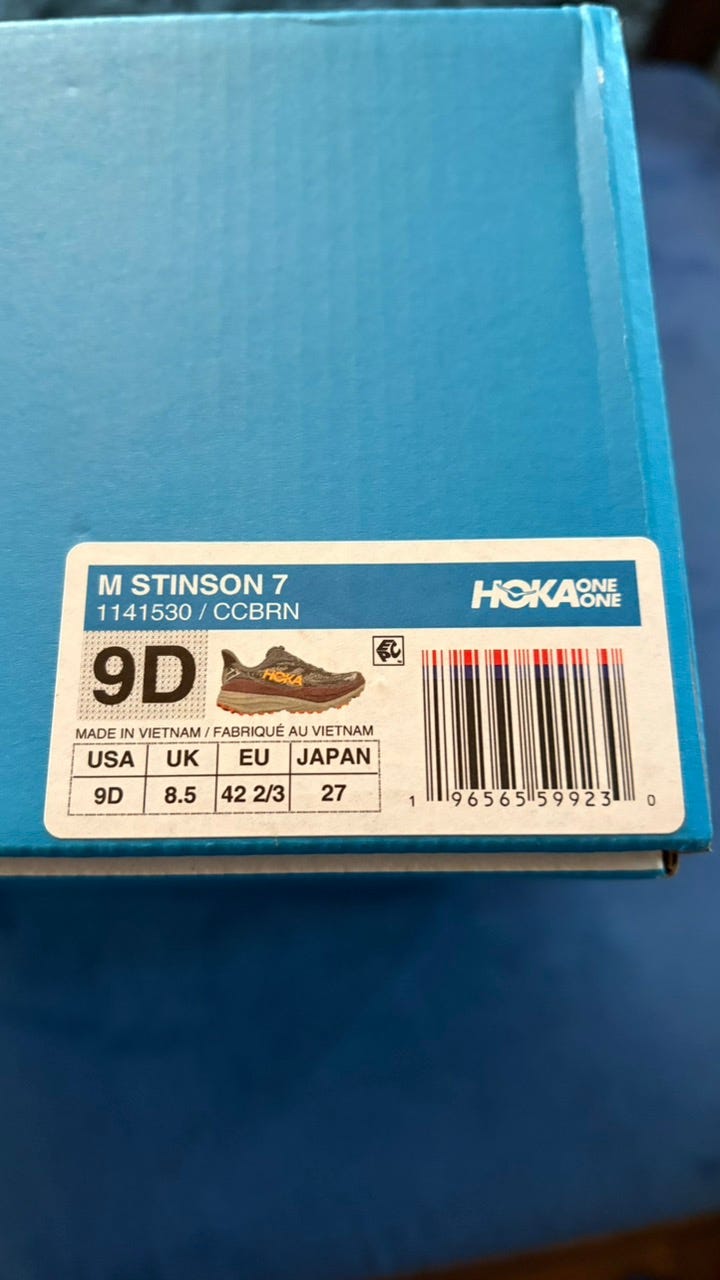 M STINSON 7
1141530 / CCBRN
HOKA ONE ONE
9D
HOKA
MADE IN VIETNAM / FABRIQUÉ AU VIETNAM
USA UK EU JAPAN
9D 8.5 42 2/3 27
1 96565 59923 0